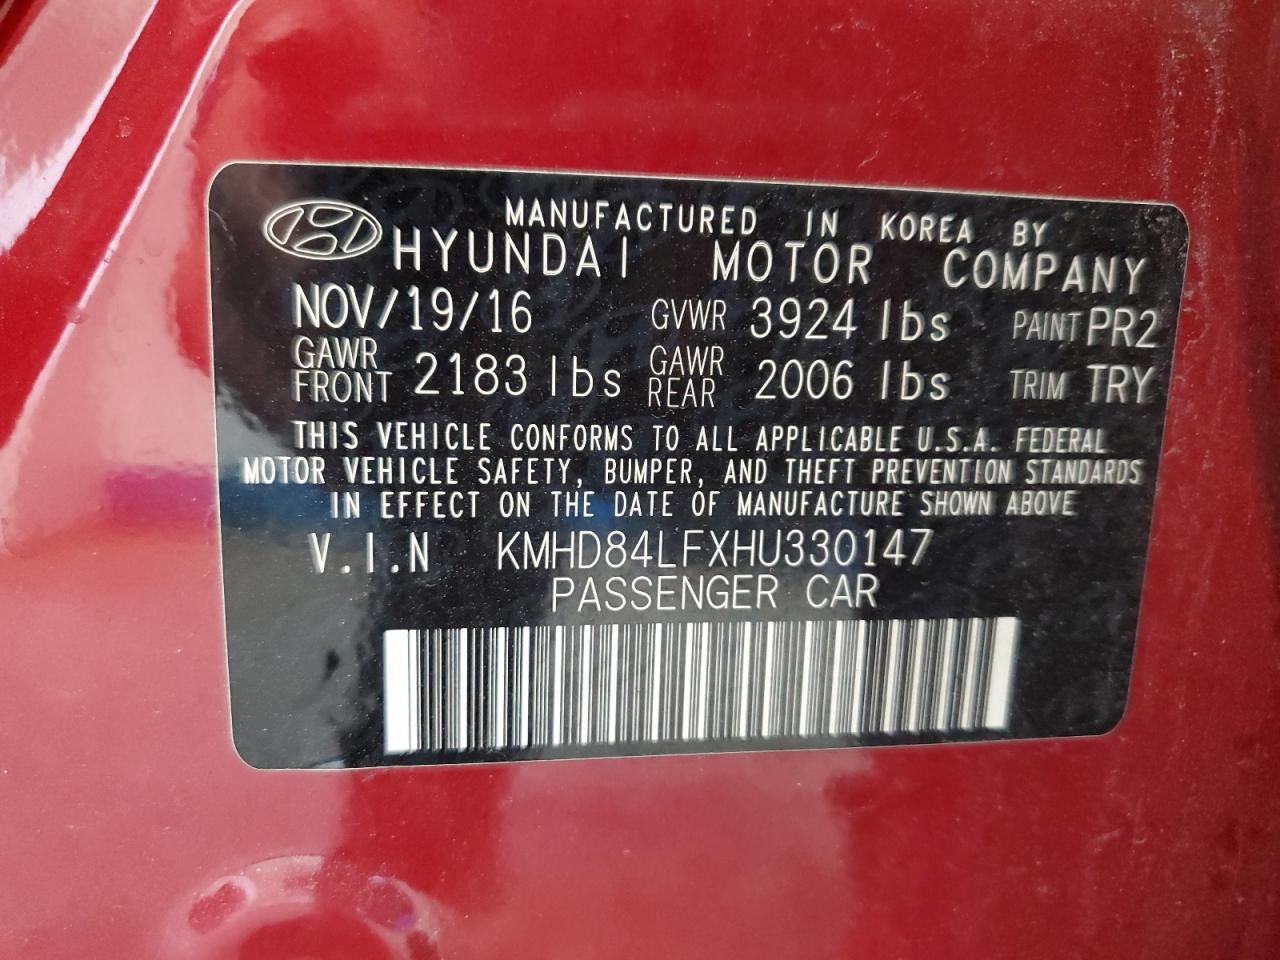 MANUFACTURED IN KOREA BY
HYUNDAI MOTOR COMPANY
NOV/19/16 GVWR 3924 lbs PAINT PR2
GAWR FRONT 2183 lbs GAWR REAR 2006 lbs TRIM TRY
THIS VEHICLE CONFORMS TO ALL APPLICABLE U.S.A. FEDERAL
MOTOR VEHICLE SAFETY, BUMPER, AND THEFT PREVENTION STANDARDS
IN EFFECT ON THE DATE OF MANUFACTURE SHOWN ABOVE
V.I.N KMHD84LFXHU330147
PASSENGER CAR